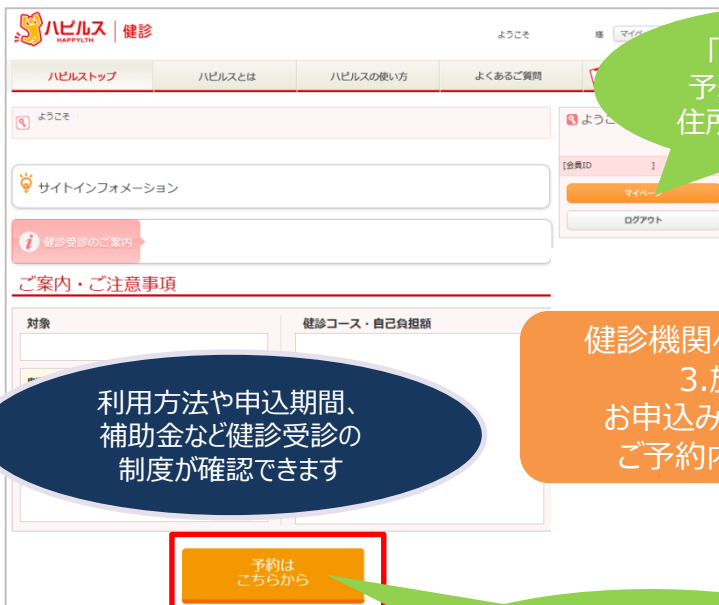 ハピルス 健診
HAPPYLTH
ようこそ 様
ハピルストップ ハピルスとは ハピルスの使い方 よくあるご質問
ようこそ
サイトインフォメーション
健診受診のご案内
[会員ID ]
マイページ
ログアウト
ご案内・ご注意事項
対象 健診コース・自己負担額
健診機関
3.
お申込み
ご予約
利用方法や申込期間、
補助金など健診受診の
制度が確認できます
予約は
こちらから